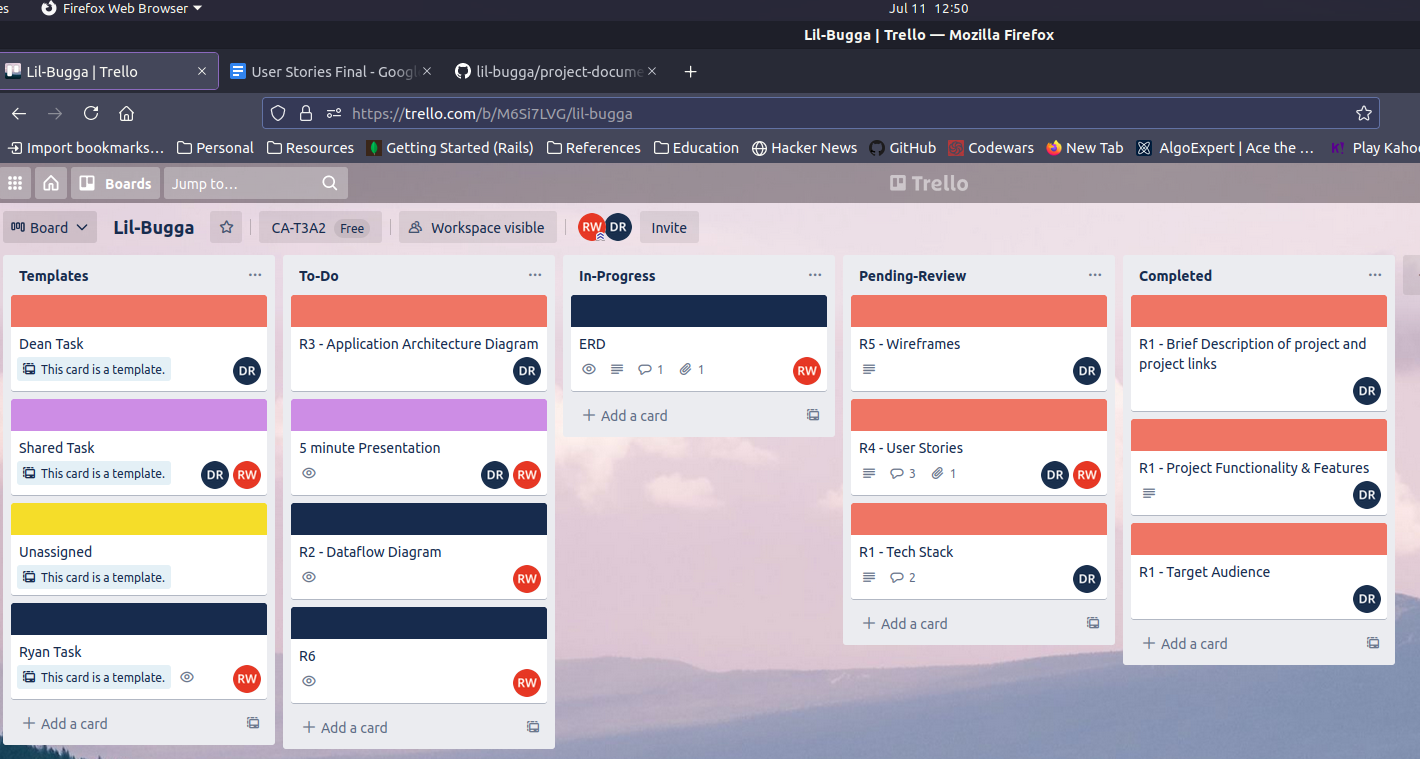 es Firefox Web Browser Jul 11 12:50
Lil-Bugga | Trello — Mozilla Firefox
Lil-Bugga | Trello User Stories Final - Googl lil-bugga/project-docume
https://trello.com/b/M6Si7LVG/lil-bugga
Import bookmarks... Personal Resources Getting Started (Rails) References Education Hacker News GitHub Codewars New Tab AlgoExpert | Ace the ... K! Play Kahoo
Boards Jump to... Trello
Board Lil-Bugga CA-T3A2 Free Workspace visible RW DR Invite
Templates
Dean Task
This card is a template. DR
Shared Task
This card is a template. DR RW
Unassigned
This card is a template.
Ryan Task
This card is a template. RW
+ Add a card
To-Do
R3 - Application Architecture Diagram
DR
5 minute Presentation
DR RW
R2 - Dataflow Diagram
RW
R6
RW
+ Add a card
In-Progress
ERD
1 1 RW
+ Add a card
Pending-Review
R5 - Wireframes
DR
R4 - User Stories
3 1 DR RW
R1 - Tech Stack
2 DR
+ Add a card
Completed
R1 - Brief Description of project and
project links
DR
R1 - Project Functionality & Features
DR
R1 - Target Audience
DR
+ Add a card